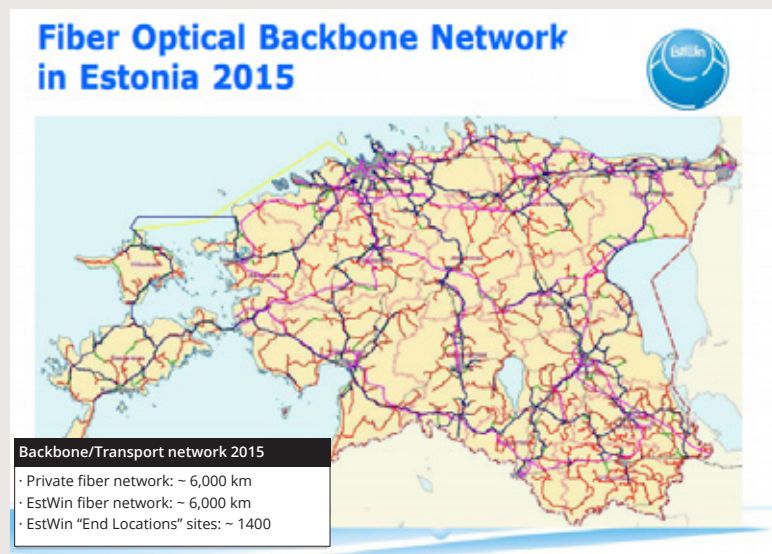 Fiber Optical Backbone Network
in Estonia 2015
EstWin
Backbone/Transport network 2015
· Private fiber network: ~ 6,000 km
· EstWin fiber network: ~ 6,000 km
· EstWin “End Locations” sites: ~ 1400